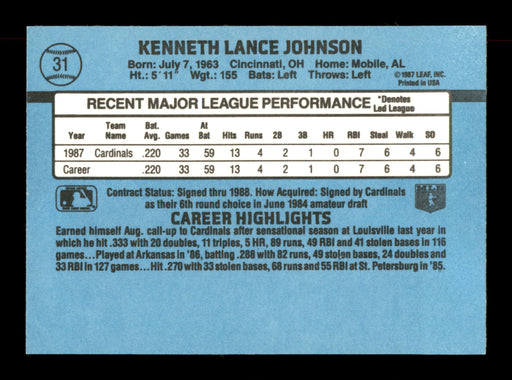 31
KENNETH LANCE JOHNSON
Born: July 7, 1963 Cincinnati, OH Home: Mobile, AL
Ht.: 5'11" Wgt.: 155 Bats: Left Throws: Left
©1987 LEAF, INC.
Printed in USA
RECENT MAJOR LEAGUE PERFORMANCE *Denotes Led League
Year Team Name Bat. Avg. Games At Bat Hits Runs 2B 3B HR RBI Steal Walk SO
1987 Cardinals .220 33 59 13 4 2 1 0 7 6 4 6
Career .220 33 59 13 4 2 1 0 7 6 4 6
Contract Status: Signed thru 1988. How Acquired: Signed by Cardinals
as their 6th round choice in June 1984 amateur draft
CAREER HIGHLIGHTS
Earned himself Aug. call-up to Cardinals after sensational season at Louisville last year in
which he hit .333 with 20 doubles, 11 triples, 5 HR, 89 runs, 49 RBI and 41 stolen bases in 116
games...Played at Arkansas in '86, batting .288 with 82 runs, 49 stolen bases, 24 doubles and
33 RBI in 127 games...Hit .270 with 33 stolen bases, 68 runs and 55 RBI at St. Petersburg in '85.